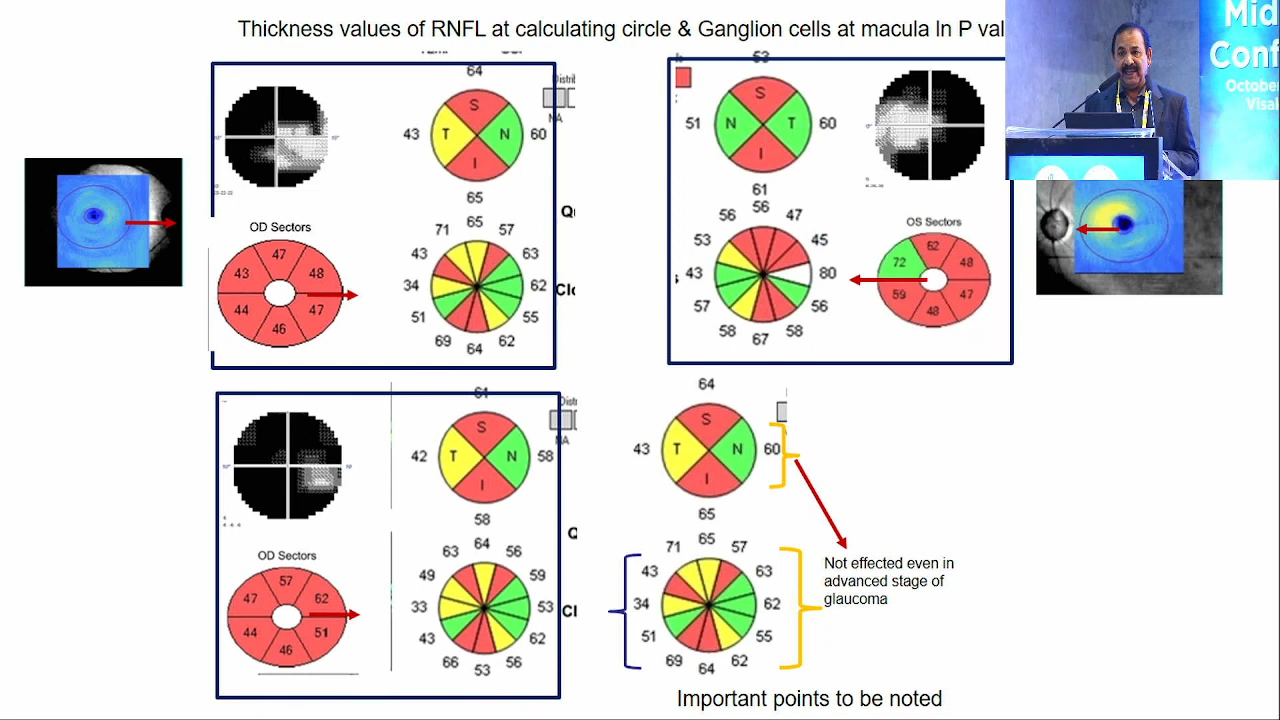 Thickness values of RNFL at calculating circle & Ganglion cells at macula In P val
Mid
Conf
October
Visa
64
43 S T N I 60
65
OD Sectors
47
43 48
44 47
46
65
71 57
43 63
34 62
51 55
69 62
64
Distrib
NA
53
51 S N T I 60
61
56
56 47
53 45
43 80
57 56
58 58
67
OS Sectors
62
72 48
59 47
48
61
42 S T N I 58
58
OD Sectors
57
47 62
44 51
46
64
63 56
49 59
33 53
43 62
66 56
53
64
43 S T N I 60
65
65
71 57
43 63
34 62
51 55
69 62
64
Not effected even in
advanced stage of
glaucoma
Important points to be noted